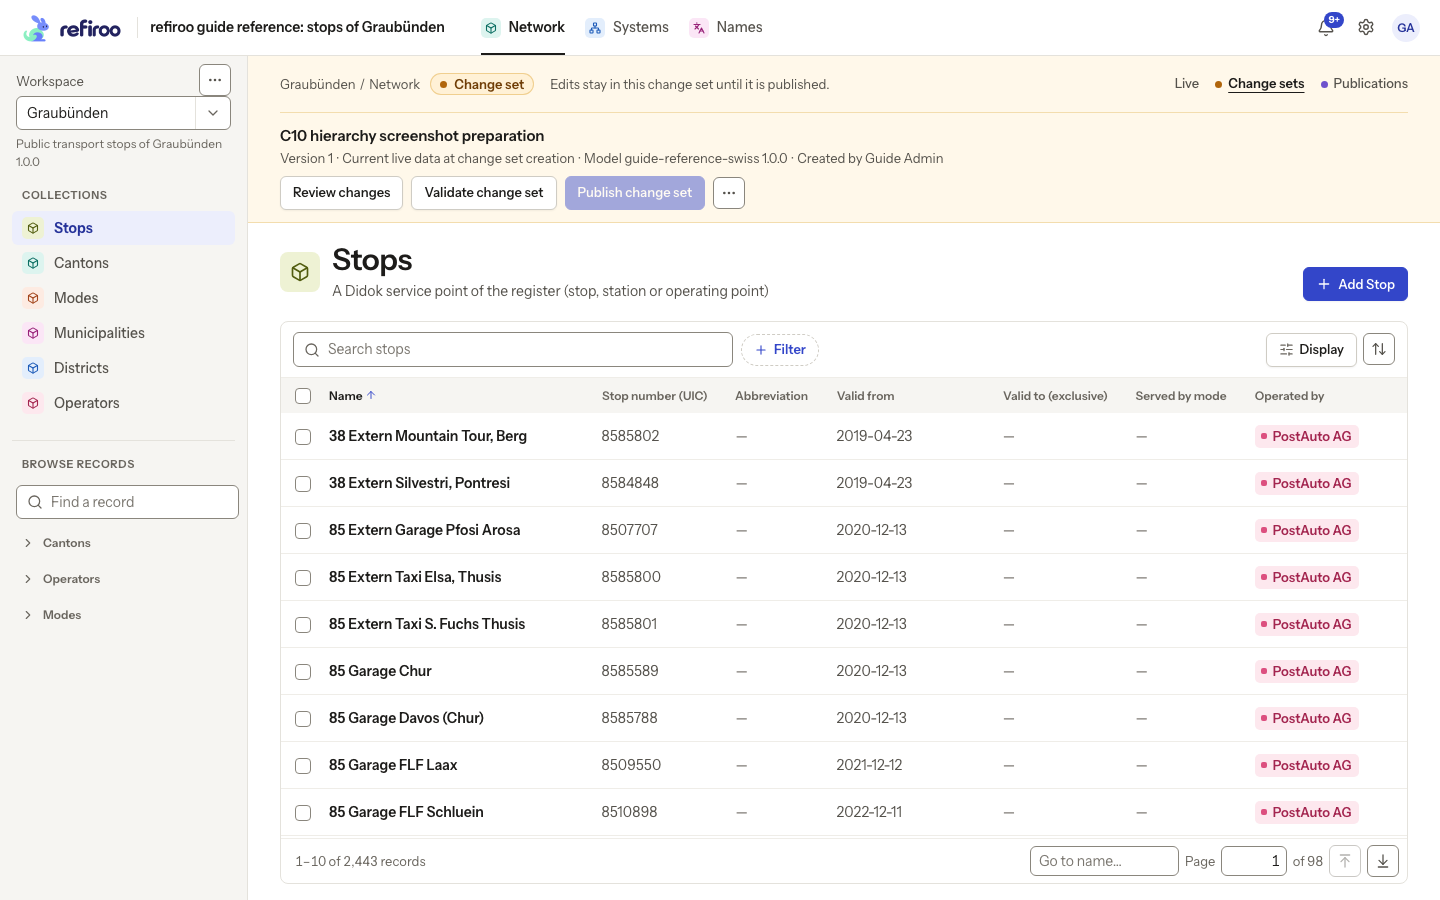 refiroo
refiroo guide reference: stops of Graubünden
Network
Systems
Names
9+
GA
Workspace
Graubünden
Public transport stops of Graubünden 1.0.0
COLLECTIONS
Stops
Cantons
Modes
Municipalities
Districts
Operators
BROWSE RECORDS
Find a record
Cantons
Operators
Modes
Graubünden / Network
Change set
Edits stay in this change set until it is published.
Live
Change sets
Publications
C10 hierarchy screenshot preparation
Version 1 · Current live data at change set creation · Model guide-reference-swiss 1.0.0 · Created by Guide Admin
Review changes
Validate change set
Publish change set
Stops
A Didok service point of the register (stop, station or operating point)
Add Stop
Search stops
Filter
Display
Name Stop number (UIC) Abbreviation Valid from Valid to (exclusive) Served by mode Operated by
38 Extern Mountain Tour, Berg 8585802 — 2019-04-23 — — PostAuto AG
38 Extern Silvestri, Pontresi 8584848 — 2019-04-23 — — PostAuto AG
85 Extern Garage Pfosi Arosa 8507707 — 2020-12-13 — — PostAuto AG
85 Extern Taxi Elsa, Thusis 8585800 — 2020-12-13 — — PostAuto AG
85 Extern Taxi S. Fuchs Thusis 8585801 — 2020-12-13 — — PostAuto AG
85 Garage Chur 8585589 — 2020-12-13 — — PostAuto AG
85 Garage Davos (Chur) 8585788 — 2020-12-13 — — PostAuto AG
85 Garage FLF Laax 8509550 — 2021-12-12 — — PostAuto AG
85 Garage FLF Schluein 8510898 — 2022-12-11 — — PostAuto AG
1–10 of 2,443 records
Go to name...
Page
1
of 98